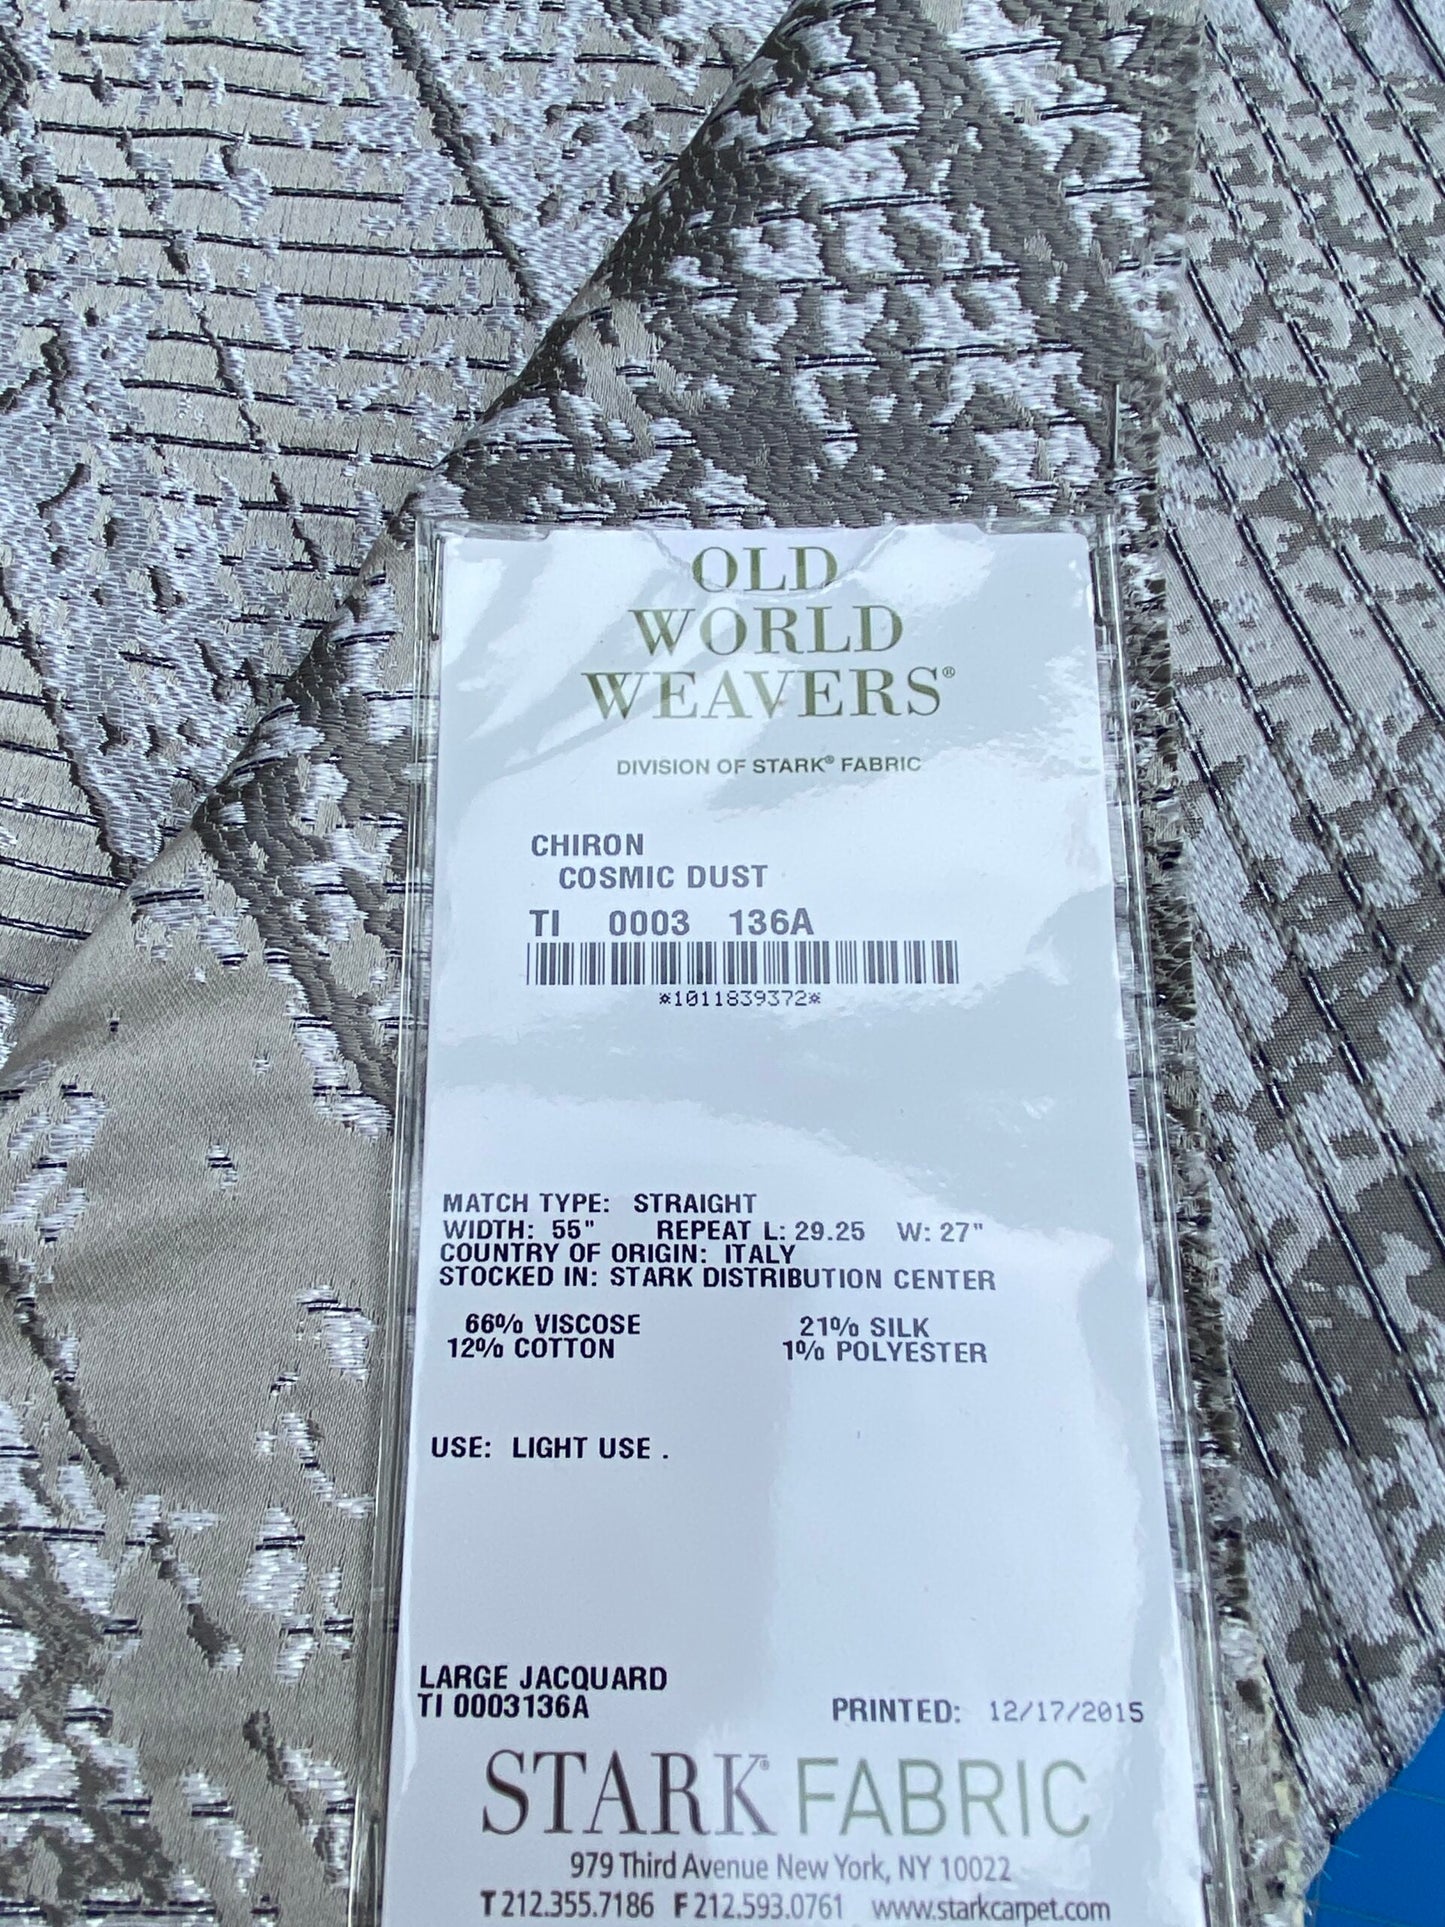 OLD
WORLD
WEAVERS®
DIVISION OF STARK® FABRIC
CHIRON
COSMIC DUST
TI 0003 136A
*1011839372*
MATCH TYPE: STRAIGHT
WIDTH: 55" REPEAT L: 29.25 W: 27"
COUNTRY OF ORIGIN: ITALY
STOCKED IN: STARK DISTRIBUTION CENTER
66% VISCOSE 21% SILK
12% COTTON 1% POLYESTER
USE: LIGHT USE .
LARGE JACQUARD
TI 0003136A PRINTED: 12/17/2015
STARK® FABRIC
979 Third Avenue New York, NY 10022
T 212.355.7186 F 212.593.0761 www.starkcarpet.com